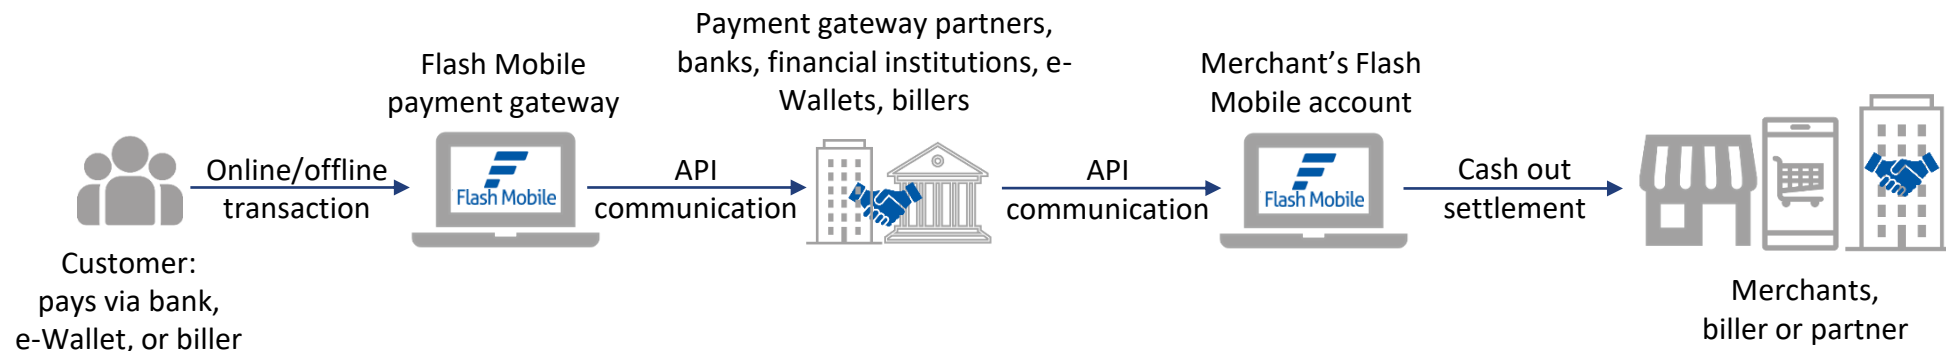 Customer:
pays via bank,
e-Wallet, or biller
Online/offline
transaction
Flash Mobile
payment gateway
Flash Mobile
API
communication
Payment gateway partners,
banks, financial institutions, e-
Wallets, billers
API
communication
Merchant’s Flash
Mobile account
Flash Mobile
Cash out
settlement
Merchants,
biller or partner